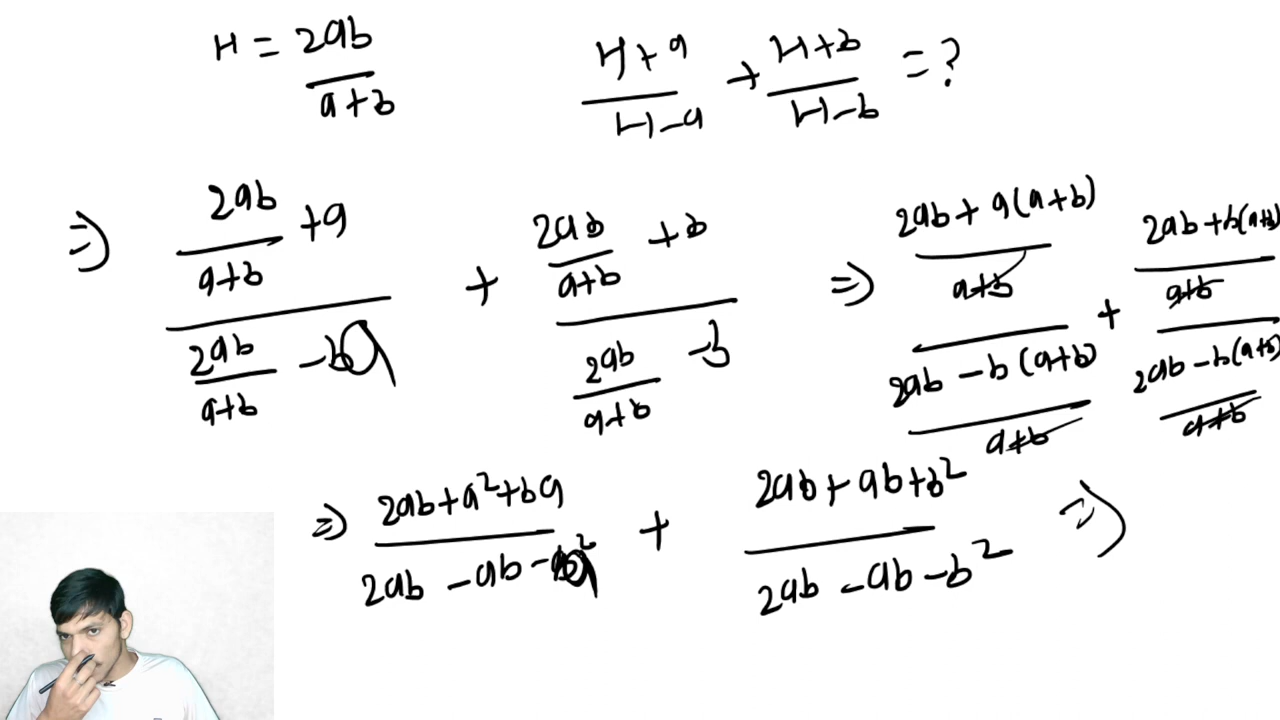 H = 2ab/(a+b)    (H+a)/(H-a) + (H+b)/(H-b) = ?
⇒ (2ab/(a+b) + a)/(2ab/(a+b) - a) + (2ab/(a+b) + b)/(2ab/(a+b) - b) ⇒ ((2ab + a(a+b))/(a+b))/((2ab - b(a+b))/(a+b)) + ((2ab + b(a+b))/(a+b))/((2ab - b(a+b))/(a+b))
⇒ (2ab + a² + ba)/(2ab - ab - a²) + (2ab + ab + b²)/(2ab - ab - b²) ⇒